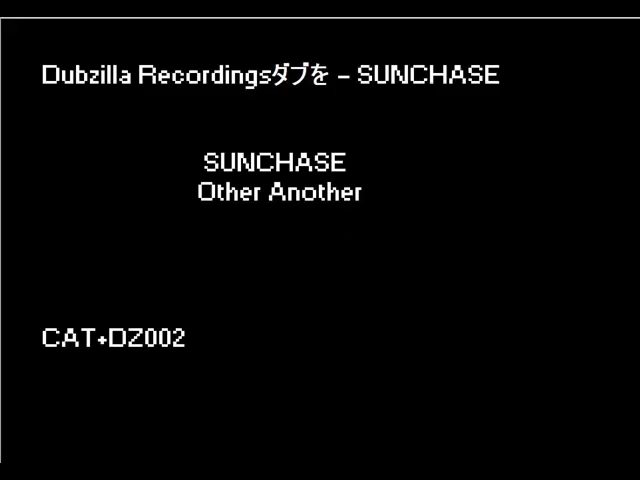 Dubzilla Recordingsダブを – SUNCHASE
SUNCHASE
Other Another
CAT+DZ002